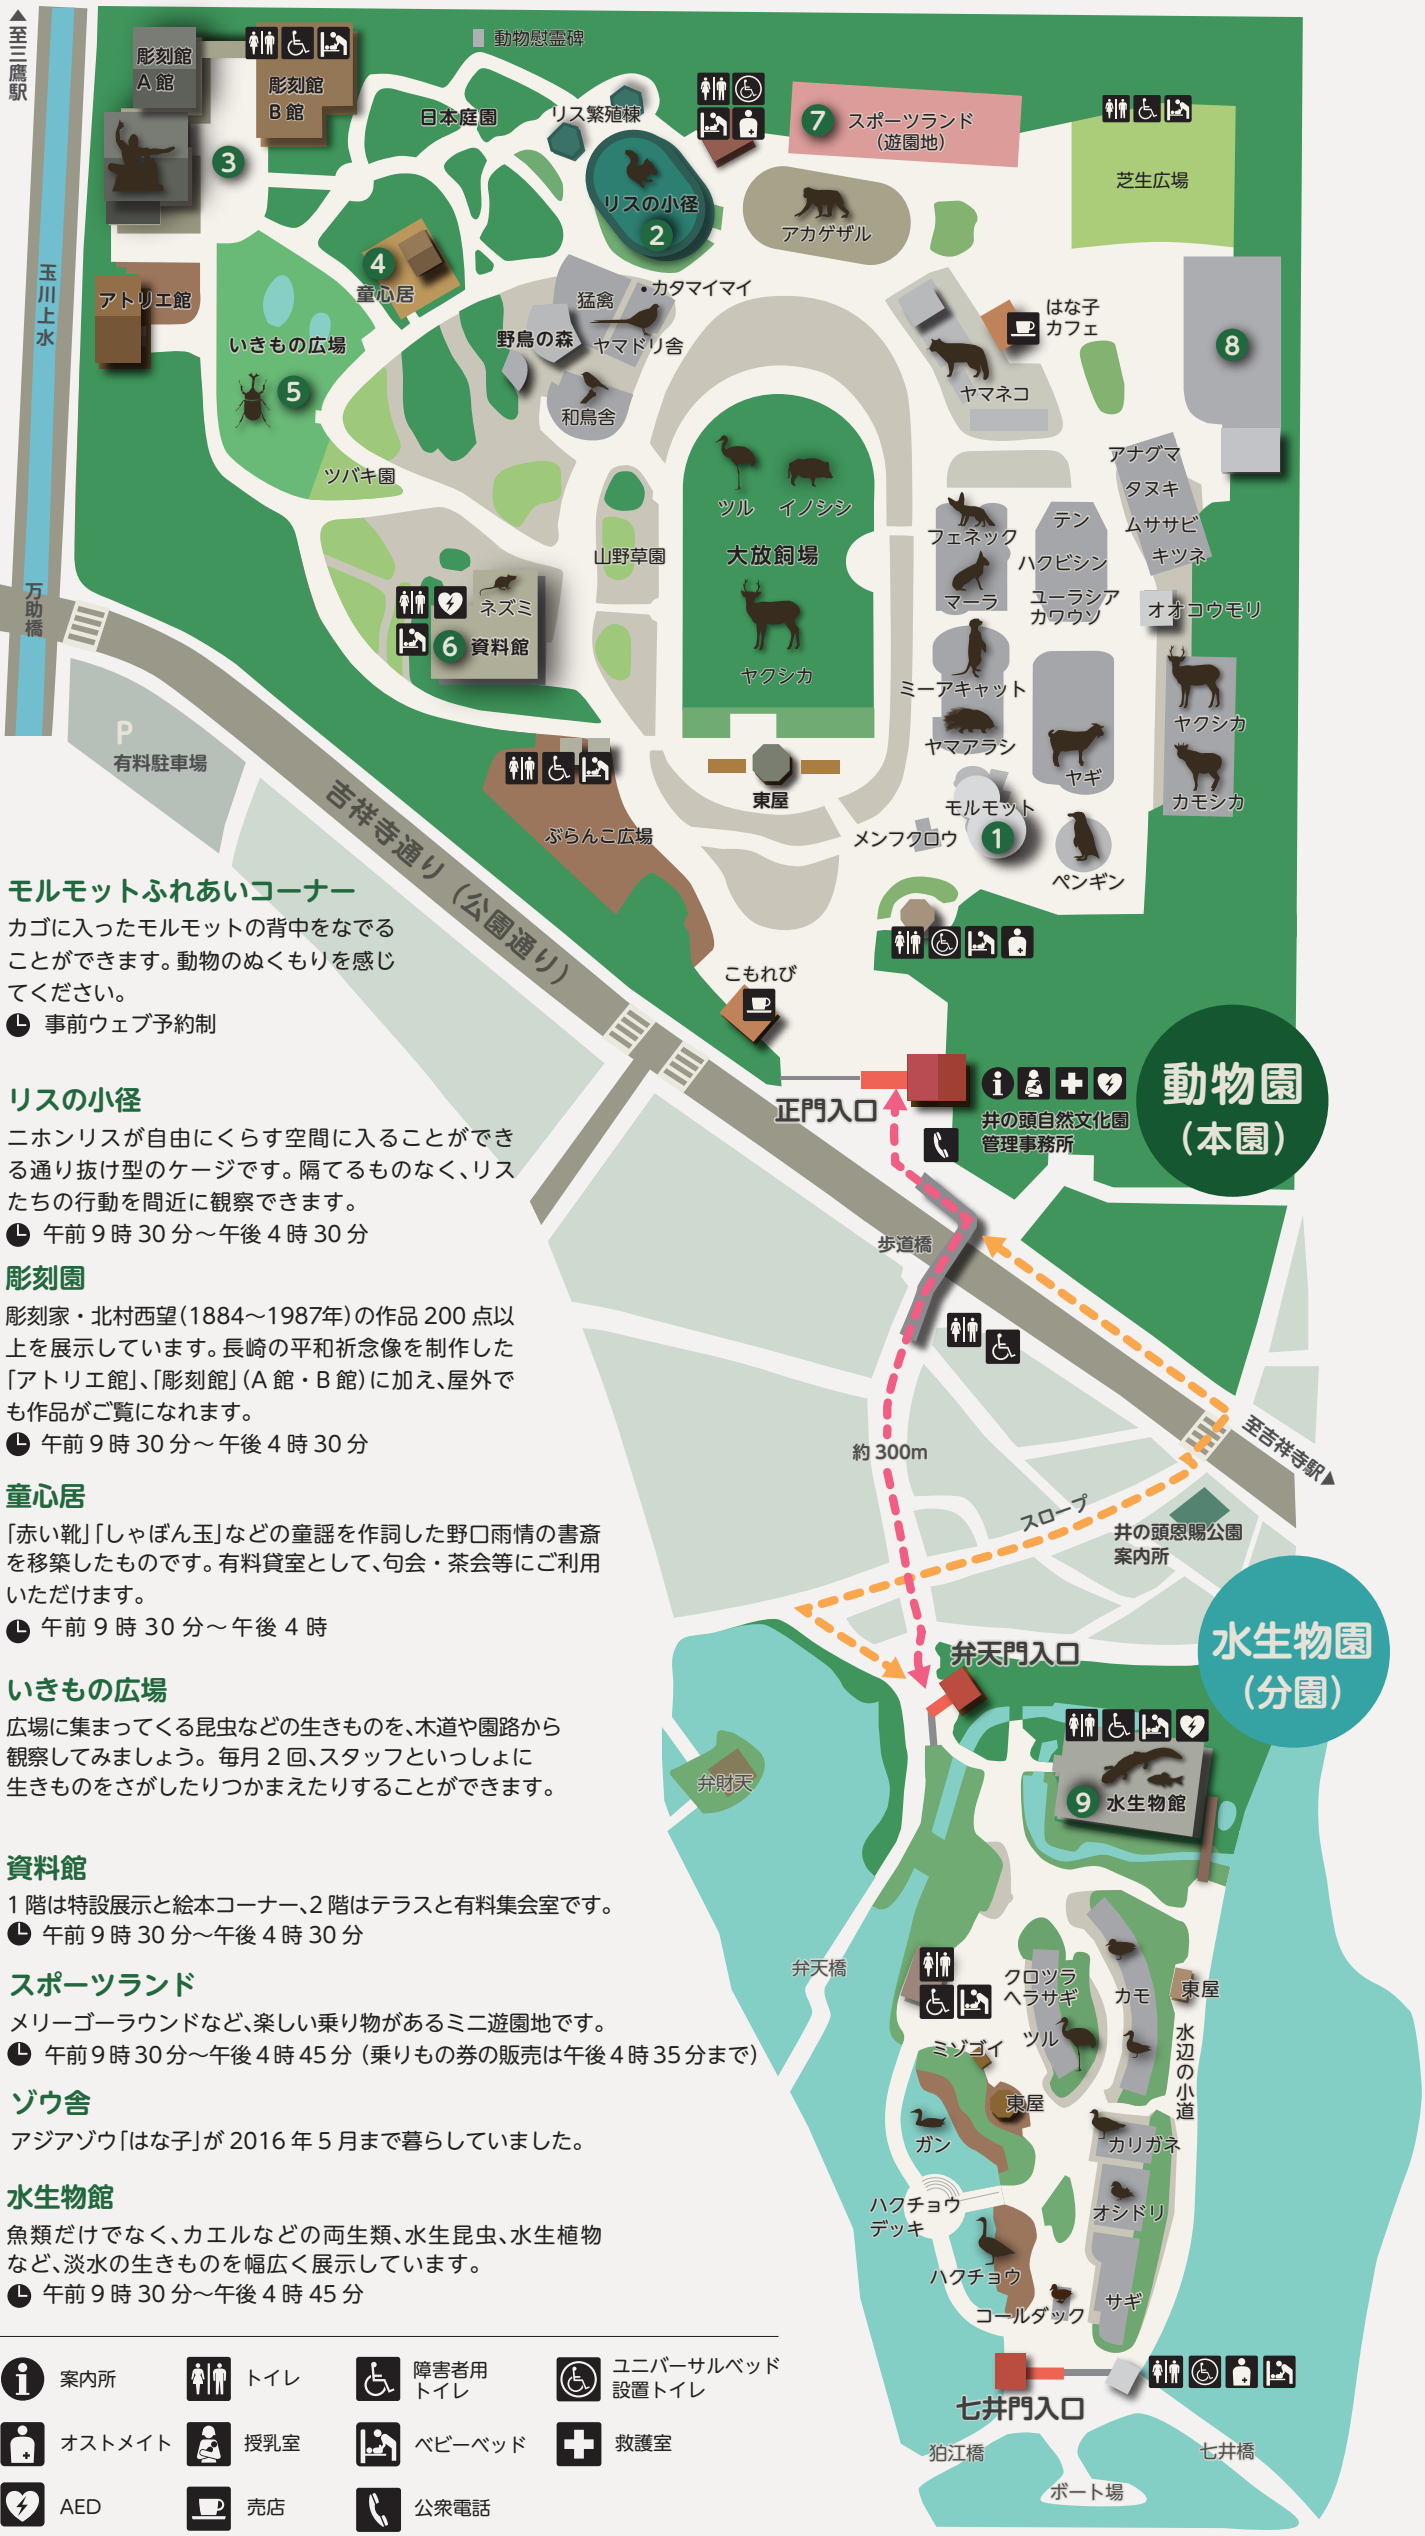 ▲至三鷹駅
彫刻館
A館
彫刻館
B館
動物慰霊碑
日本庭園
リス繁殖棟
7
スポーツランド
（遊園地）
芝生広場
3
リスの小径
2
アカゲザル
4
童心居
アトリエ館
玉川上水
猛禽
・カタマイマイ
野鳥の森
ヤマドリ舎
いきもの広場
5
和鳥舎
はな子
カフェ
8
ヤマネコ
ツバキ園
アナグマ
タヌキ
ムササビ
キツネ
ツル
イノシシ
大放飼場
ヤクシカ
フェネック
テン
ハクビシン
マーラ
ユーラシア
カワウソ
オオコウモリ
山野草園
ネズミ
6
資料館
万助橋
ミーアキャット
ヤマアラシ
ヤギ
ヤクシカ
カモシカ
P
有料駐車場
東屋
モルモット
1
メンフクロウ
ペンギン
ぶらんこ広場
吉祥寺通り（公園通り）
こもれび
モルモットふれあいコーナー
カゴに入ったモルモットの背中をなでる
ことができます。動物のぬくもりを感じ
てください。
事前ウェブ予約制
正門入口
井の頭自然文化園
管理事務所
動物園
（本園）
リスの小径
ニホンリスが自由にくらす空間に入ることができ
る通り抜け型のケージです。隔てるものなく、リス
たちの行動を間近に観察できます。
午前9時30分～午後4時30分
歩道橋
彫刻園
彫刻家・北村西望（1884～1987年）の作品200点以
上を展示しています。長崎の平和祈念像を制作した
「アトリエ館」、「彫刻館」（A館・B館）に加え、屋外で
も作品がご覧になれます。
午前9時30分～午後4時30分
約300m
至吉祥寺駅▲
スロープ
井の頭恩賜公園
案内所
童心居
「赤い靴」「しゃぼん玉」などの童謡を作詞した野口雨情の書斎
を移築したものです。有料貸室として、句会・茶会等にご利用
いただけます。
午前9時30分～午後4時
水生物園
（分園）
弁天門入口
いきもの広場
広場に集まってくる昆虫などの生きものを、木道や園路から
観察してみましょう。毎月2回、スタッフといっしょに
生きものをさがしたりつかまえたりすることができます。
弁財天
9
水生物館
資料館
1階は特設展示と絵本コーナー、2階はテラスと有料集会室です。
午前9時30分～午後4時30分
弁天橋
クロツラ
ヘラサギ
カモ
東屋
ミゾゴイ
ツル
水辺の小道
スポーツランド
メリーゴーラウンドなど、楽しい乗り物があるミニ遊園地です。
午前9時30分～午後4時45分（乗りもの券の販売は午後4時35分まで）
東屋
ガン
カリガネ
ゾウ舎
アジアゾウ「はな子」が2016年5月まで暮らしていました。
ハクチョウ
デッキ
オシドリ
ハクチョウ
コールダック
サギ
水生物館
魚類だけでなく、カエルなどの両生類、水生昆虫、水生植物
など、淡水の生きものを幅広く展示しています。
午前9時30分～午後4時45分
七井門入口
狛江橋
七井橋
ボート場
案内所
トイレ
障害者用
トイレ
ユニバーサルベッド
設置トイレ
オストメイト
授乳室
ベビーベッド
救護室
AED
売店
公衆電話